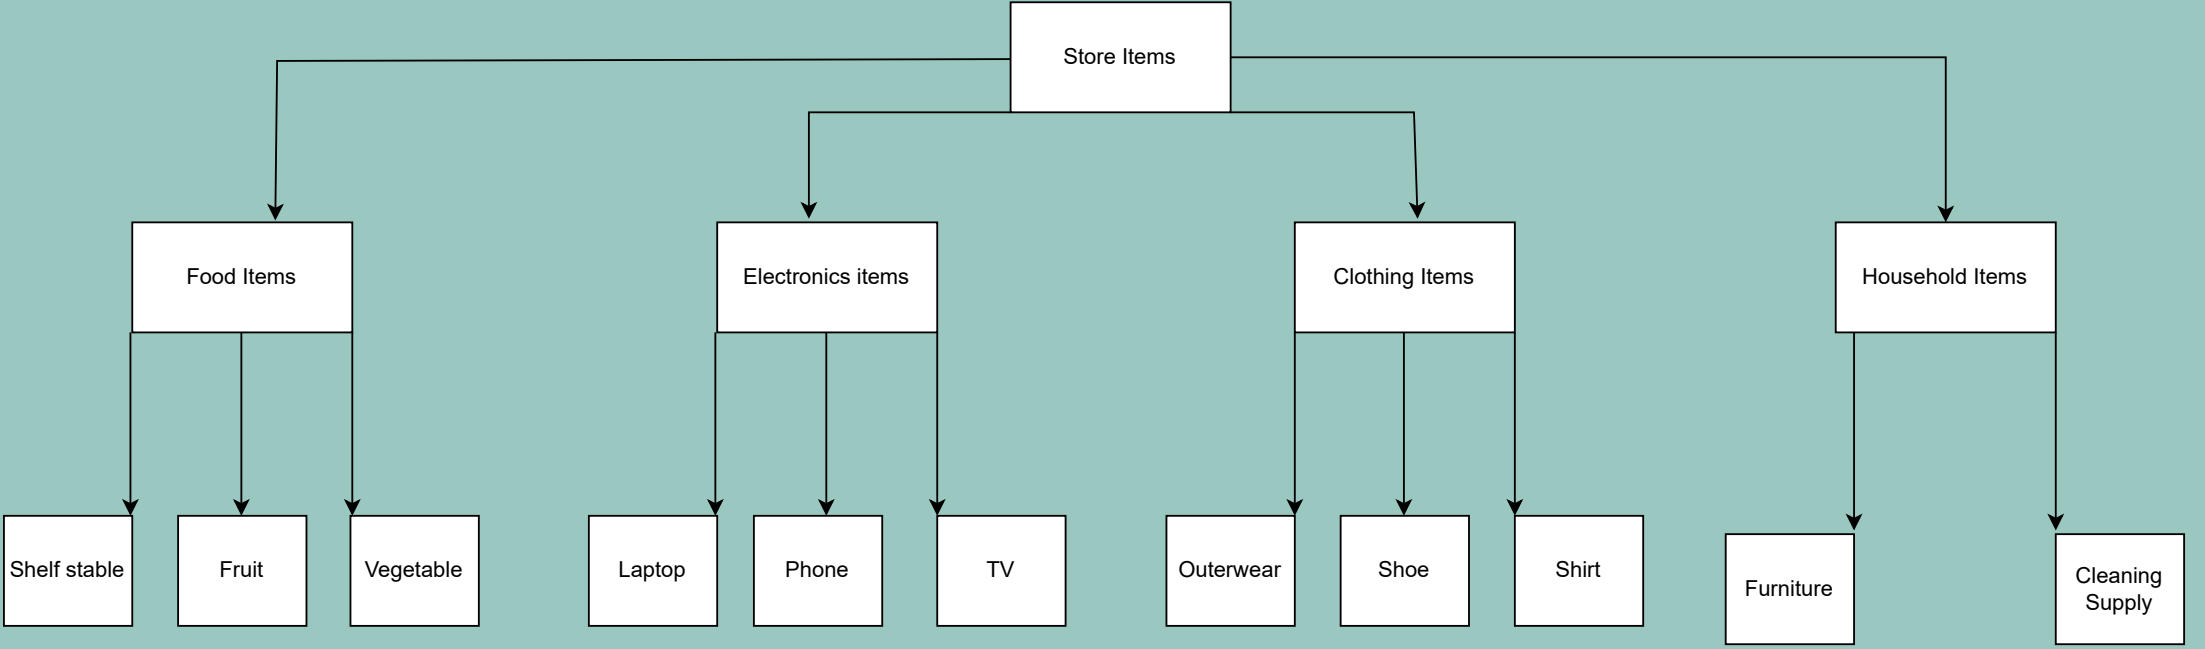 Store Items
Food Items
Electronics items
Clothing Items
Household Items
Shelf stable
Fruit
Vegetable
Laptop
Phone
TV
Outerwear
Shoe
Shirt
Furniture
Cleaning
Supply